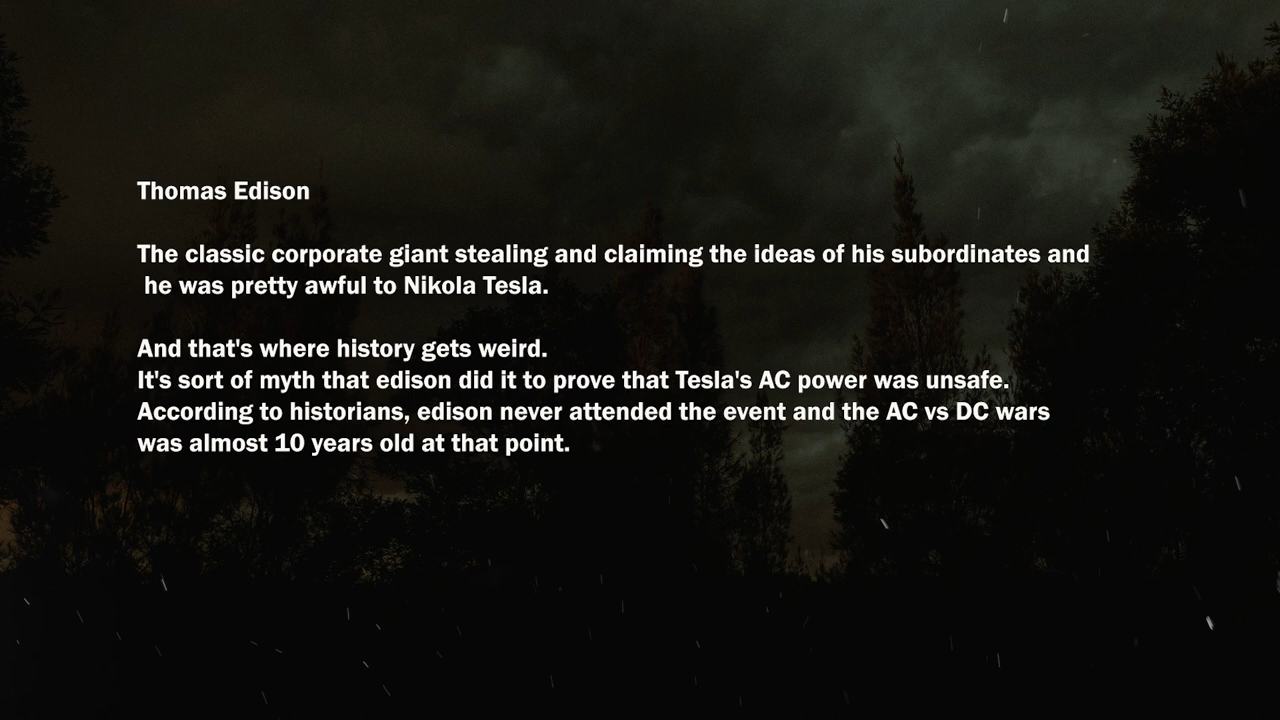 Thomas Edison
The classic corporate giant stealing and claiming the ideas of his subordinates and
he was pretty awful to Nikola Tesla.
And that's where history gets weird.
It's sort of myth that edison did it to prove that Tesla's AC power was unsafe.
According to historians, edison never attended the event and the AC vs DC wars
was almost 10 years old at that point.